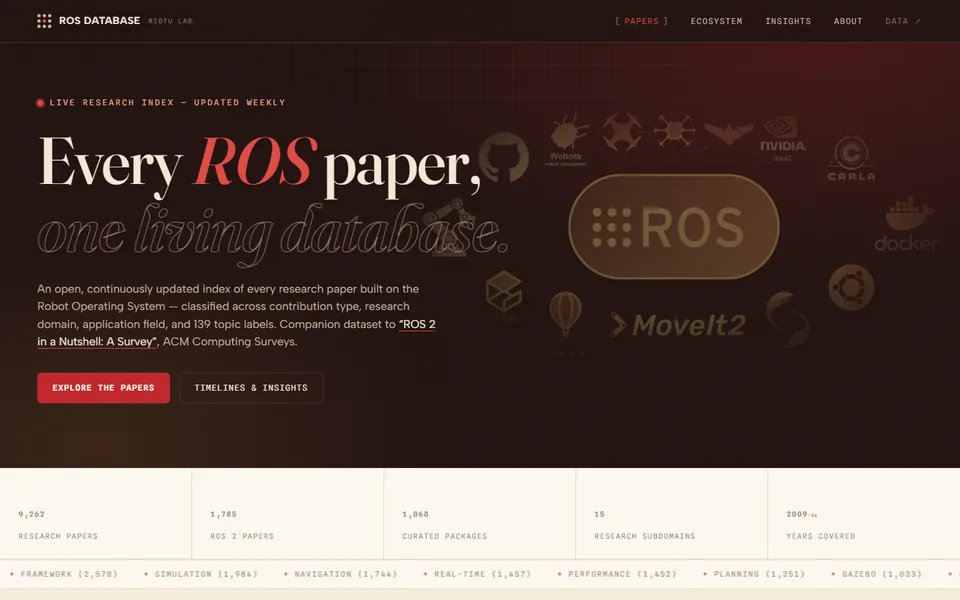 ROS DATABASE RIOTU LAB
[ PAPERS ] ECOSYSTEM INSIGHTS ABOUT DATA ↗
LIVE RESEARCH INDEX — UPDATED WEEKLY
Every ROS paper,
one living database.
An open, continuously updated index of every research paper built on the
Robot Operating System — classified across contribution type, research
domain, application field, and 139 topic labels. Companion dataset to “ROS 2
in a Nutshell: A Survey”, ACM Computing Surveys.
EXPLORE THE PAPERS
TIMELINES & INSIGHTS
Webots
NVIDIA.
ISAAC
CARLA
ROS
docker
MoveIt2
9,262
RESEARCH PAPERS
1,785
ROS 2 PAPERS
1,060
CURATED PACKAGES
15
RESEARCH SUBDOMAINS
2009
YEARS COVERED
✦ FRAMEWORK (2,570) ✦ SIMULATION (1,984) ✦ NAVIGATION (1,744) ✦ REAL-TIME (1,457) ✦ PERFORMANCE (1,452) ✦ PLANNING (1,251) ✦ GAZEBO (1,033) ✦